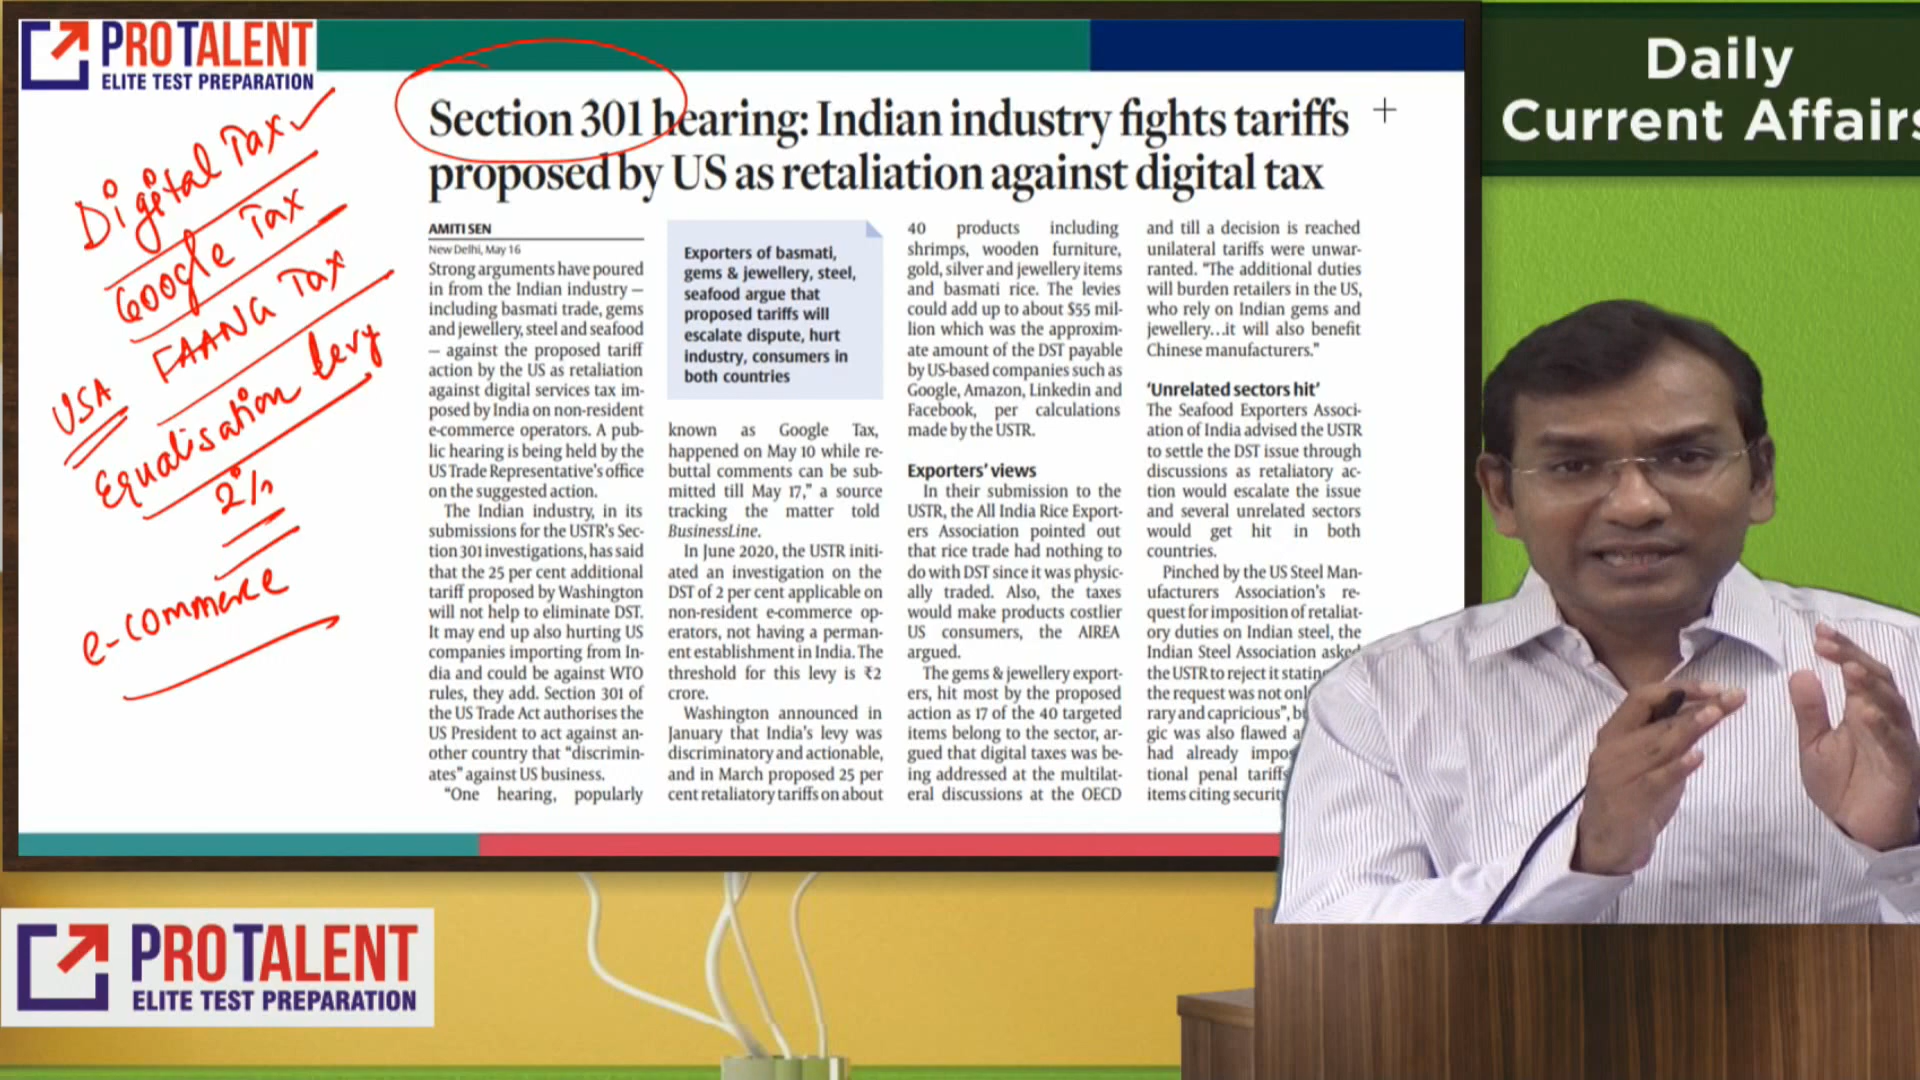 PROTALENT
ELITE TEST PREPARATION
Daily
Current Affairs
Section 301 hearing: Indian industry fights tariffs
proposed by US as retaliation against digital tax
Digital Tax
Google Tax
FAANG Tax
USA
Equalisation levy
2%
e-commerce
AMITI SEN
New Delhi, May 16
Strong arguments have poured
in from the Indian industry —
including basmati trade, gems
and jewellery, steel and seafood
— against the proposed tariff
action by the US as retaliation
against digital services tax im-
posed by India on non-resident
e-commerce operators. A pub-
lic hearing is being held by the
US Trade Representative's office
on the suggested action.
The Indian industry, in its
submissions for the USTR's Sec-
tion 301 investigations, has said
that the 25 per cent additional
tariff proposed by Washington
will not help to eliminate DST.
It may end up also hurting US
companies importing from In-
dia and could be against WTO
rules, they add. Section 301 of
the US Trade Act authorises the
US President to act against an-
other country that "discrimin-
ates" against US business.
"One hearing, popularly
Exporters of basmati,
gems & jewellery, steel,
seafood argue that
proposed tariffs will
escalate dispute, hurt
industry, consumers in
both countries
known as Google Tax,
happened on May 10 while re-
buttal comments can be sub-
mitted till May 17," a source
tracking the matter told
BusinessLine.
In June 2020, the USTR initi-
ated an investigation on the
DST of 2 per cent applicable on
non-resident e-commerce op-
erators, not having a perman-
ent establishment in India. The
threshold for this levy is ₹2
crore.
Washington announced in
January that India's levy was
discriminatory and actionable,
and in March proposed 25 per
cent retaliatory tariffs on about
40 products including
shrimps, wooden furniture,
gold, silver and jewellery items
and basmati rice. The levies
could add up to about $55 mil-
lion which was the approxim-
ate amount of the DST payable
by US-based companies such as
Google, Amazon, Linkedin and
Facebook, per calculations
made by the USTR.
Exporters' views
In their submission to the
USTR, the All India Rice Export-
ers Association pointed out
that rice trade had nothing to
do with DST since it was physic-
ally traded. Also, the taxes
would make products costlier
US consumers, the AIREA
argued.
The gems & jewellery export-
ers, hit most by the proposed
action as 17 of the 40 targeted
items belong to the sector, ar-
gued that digital taxes was be-
ing addressed at the multilat-
eral discussions at the OECD
and till a decision is reached
unilateral tariffs were unwar-
ranted. "The additional duties
will burden retailers in the US,
who rely on Indian gems and
jewellery...it will also benefit
Chinese manufacturers."
'Unrelated sectors hit'
The Seafood Exporters Associ-
ation of India advised the USTR
to settle the DST issue through
discussions as retaliatory ac-
tion would escalate the issue
and several unrelated sectors
would get hit in both
countries.
Pinched by the US Steel Man-
ufacturers Association's re-
quest for imposition of retaliat-
ory duties on Indian steel, the
Indian Steel Association asked
the USTR to reject it
the request was not
rary and capricious",
gic was also flawed
had already
tional penal
items citing
PROTALENT
ELITE TEST PREPARATION